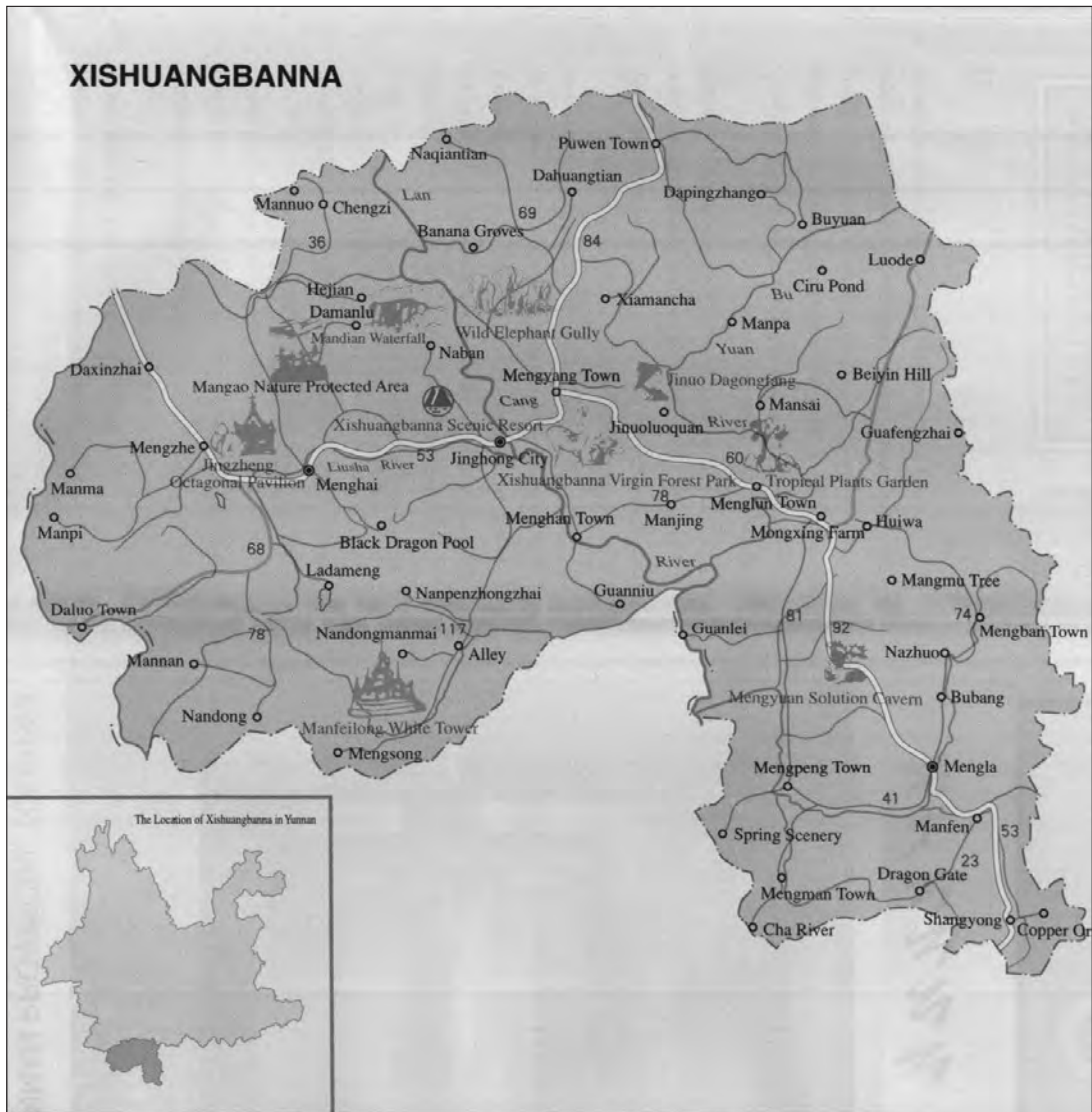 XISHUANGBANNA
Puwen Town
Naqiantian
Dahuangtian
Dapingzhang
Mannuo
Chengzi
Lan
69
Buyuan
36
Banana Groves
84
Luode
Hejian
Xiamancha
Bu
Ciru Pond
Damanlu
Wild Elephant Gully
Manpa
Mandian Waterfall
Naban
Yuan
Daxinzhai
Mangao Nature Protected Area
Mengyang Town
Jinuo Dagongfang
Beiyin Hill
Cang
Mansai
Xishuangbanna Scenic Resort
Jinuoluoquan
River
Guafengzhai
Mengzhe
Jingzheng
Octagonal Pavilion
Liusha River
53
Jinghong City
60
Manma
Menghai
Xishuangbanna Virgin Forest Park
Tropical Plants Garden
78
Menglun Town
Manpi
Menghan Town
Manjing
Mongxing Farm
Huiwa
68
Black Dragon Pool
River
Ladameng
Nanpenzhongzhai
Guanniu
Mangmu Tree
Daluo Town
81
74
Mengban Town
78
Nandongmanmai
117
Alley
Guanlei
92
Nazhuo
Mannan
Mengyuan Solution Cavern
Bubang
Nandong
Manfeilong White Tower
Mengsong
Mengpeng Town
Mengla
41
The Location of Xishuangbanna in Yunnan
Spring Scenery
Manfen
53
23
Dragon Gate
Mengman Town
Shangyong
Copper Or
Cha River